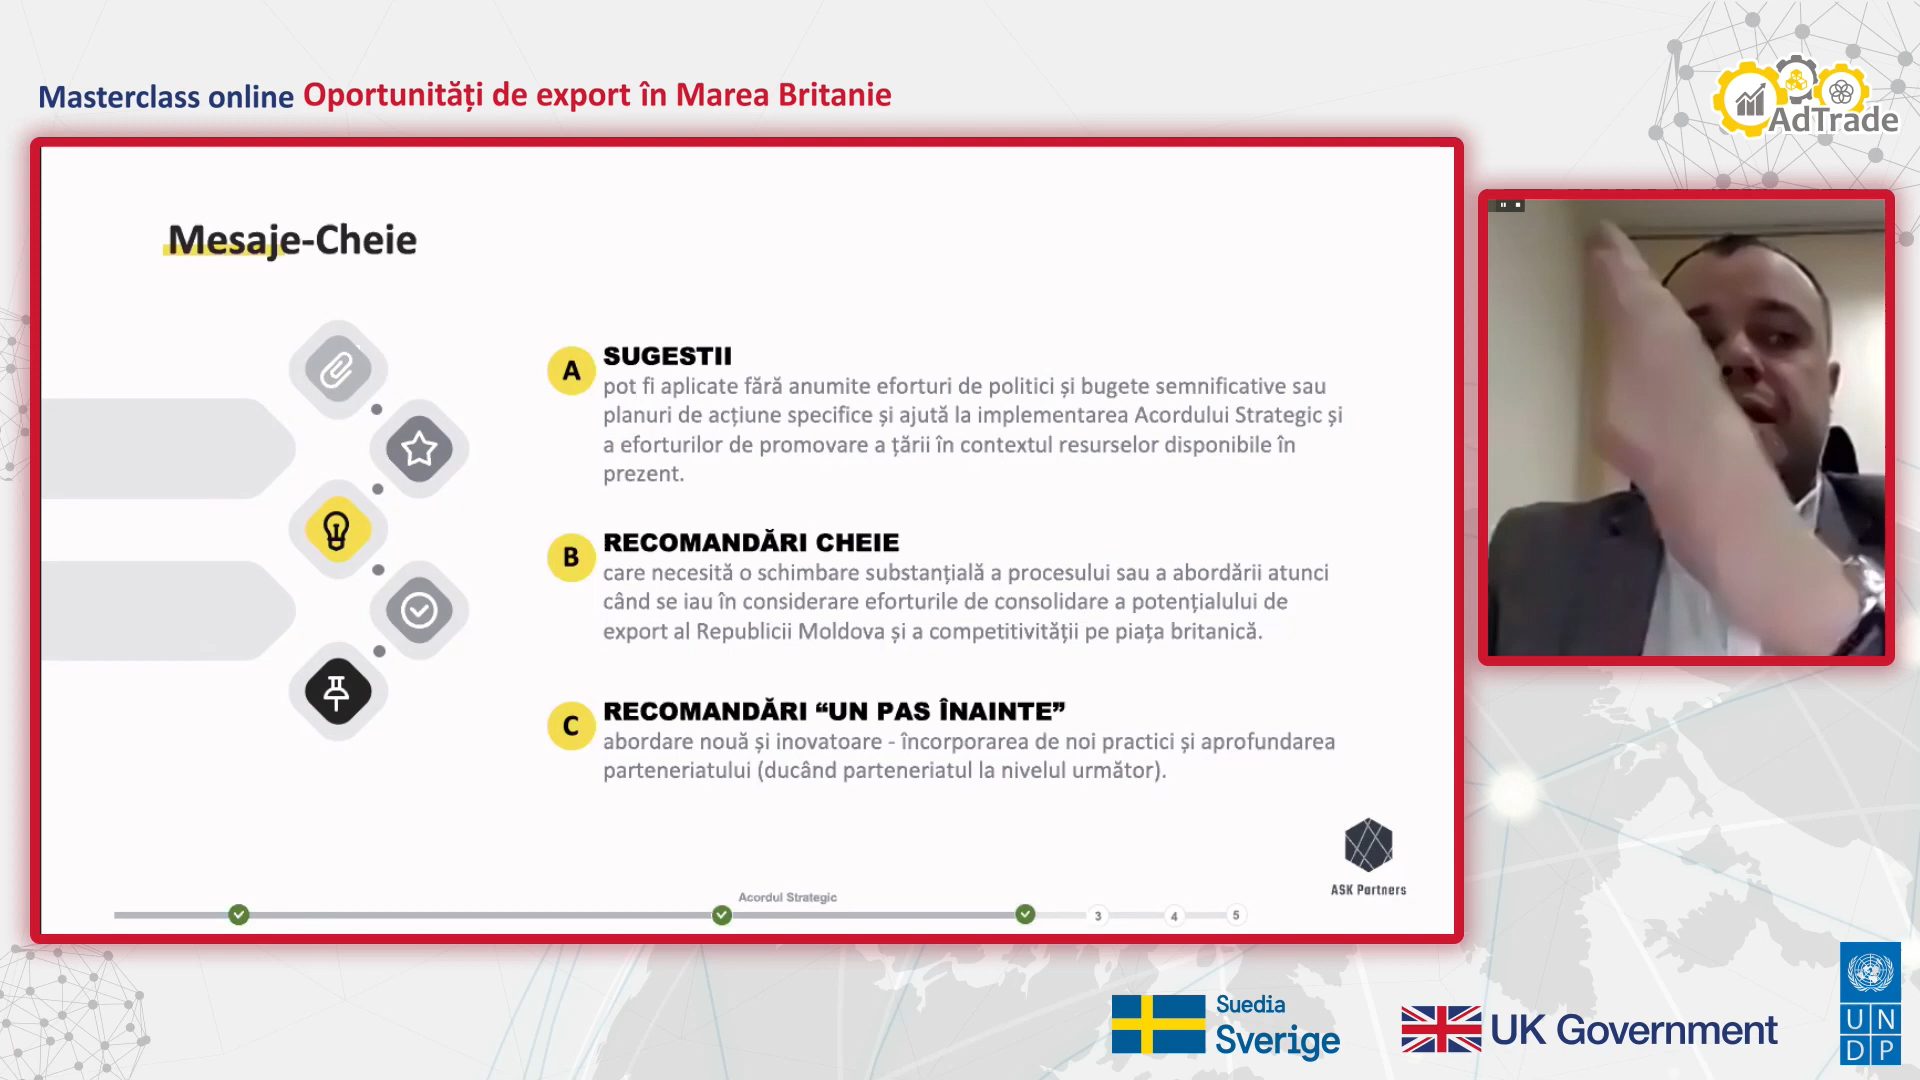 Masterclass online Oportunități de export în Marea Britanie
AdTrade
Mesaje-Cheie
A
SUGESTII
pot fi aplicate fără anumite eforturi de politici și bugete semnificative sau
planuri de acțiune specifice și ajută la implementarea Acordului Strategic și
a eforturilor de promovare a țării în contextul resurselor disponibile în
prezent.
B
RECOMANDĂRI CHEIE
care necesită o schimbare substanțială a procesului sau a abordării atunci
când se iau în considerare eforturile de consolidare a potențialului de
export al Republicii Moldova și a competitivității pe piața britanică.
C
RECOMANDĂRI “UN PAS ÎNAINTE”
abordare nouă și inovatoare - încorporarea de noi practici și aprofundarea
parteneriatului (ducând parteneriatul la nivelul următor).
ASK Partners
Acordul Strategic
3
4
5
Suedia
Sverige
UK Government
UN
DP